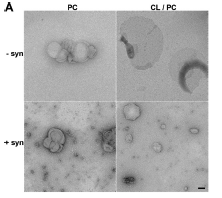 A
PC CL / PC
- syn
+ syn